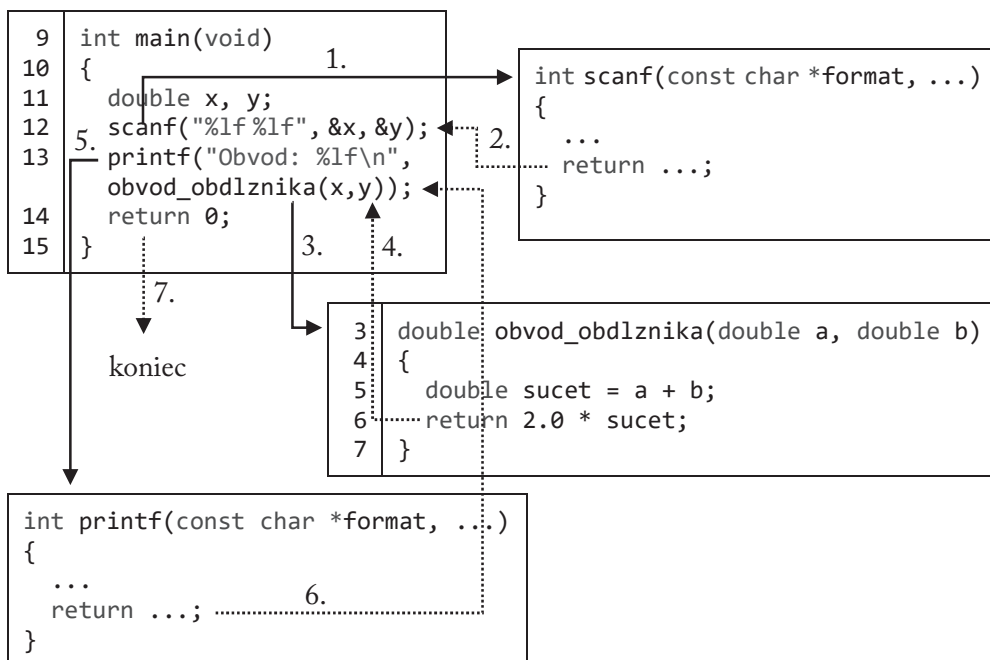 9 int main(void)
10 {
11 double x, y;
12 scanf("%lf %lf", &x, &y);
13 printf("Obvod: %lf\n",
obvod_obdlznika(x,y));
14 return 0;
15 }
1.
2.
3.
4.
5.
7.
koniec
int scanf(const char *format, ...)
{
...
return ...;
}
3 double obvod_obdlznika(double a, double b)
4 {
5 double sucet = a + b;
6 return 2.0 * sucet;
7 }
int printf(const char *format, ...)
{
...
return ...;
}
6.